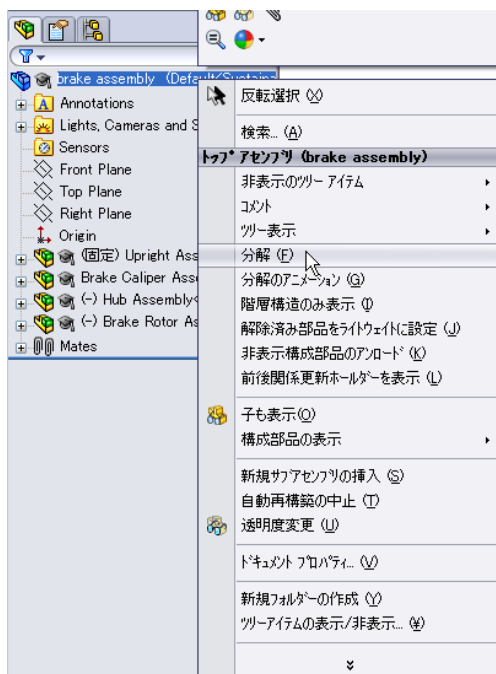 brake assembly (Default/Sustaina
Annotations
Lights, Cameras and S
Sensors
Front Plane
Top Plane
Right Plane
Origin
(固定) Upright Ass
Brake Caliper Ass
(-) Hub Assembly<
(-) Brake Rotor As
Mates
反転選択 (X)
検索... (A)
トップ アセンブリ (brake assembly)
非表示のツリー アイテム
コメント
ツリー表示
分解 (F)
分解のアニメーション (G)
階層構造のみ表示 (I)
解除済み部品をライトウェイトに設定 (J)
非表示構成部品のアンロード (K)
前後関係更新ホールダーを表示 (L)
子も表示(O)
構成部品の表示
新規サブアセンブリの挿入 (S)
自動再構築の中止 (T)
透明度変更 (U)
ドキュメント プロパティ... (V)
新規フォルダーの作成 (Y)
ツリーアイテムの表示/非表示... (¥)